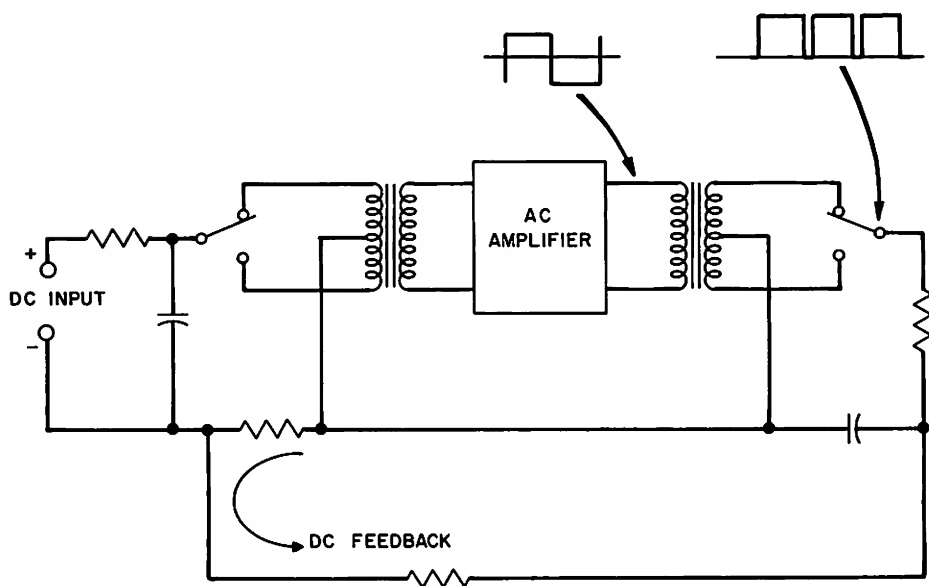 AC
AMPLIFIER
+
DC INPUT
-
DC FEEDBACK